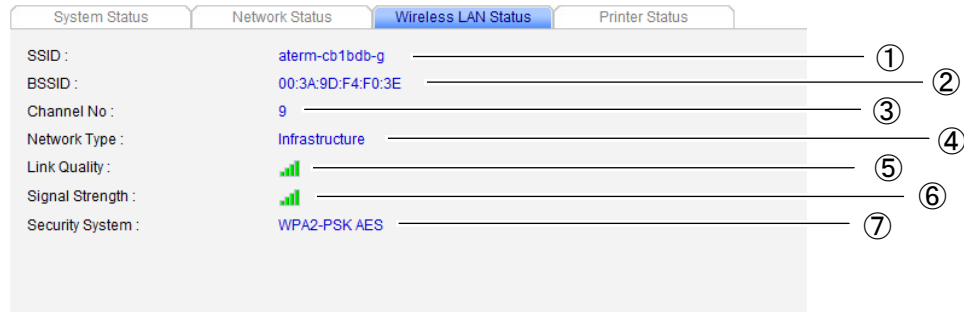 System Status Network Status Wireless LAN Status Printer Status
SSID : aterm-cb1bdb-g ①
BSSID : 00:3A:9D:F4:F0:3E ②
Channel No : 9 ③
Network Type : Infrastructure ④
Link Quality : ⑤
Signal Strength : ⑥
Security System : WPA2-PSK AES ⑦